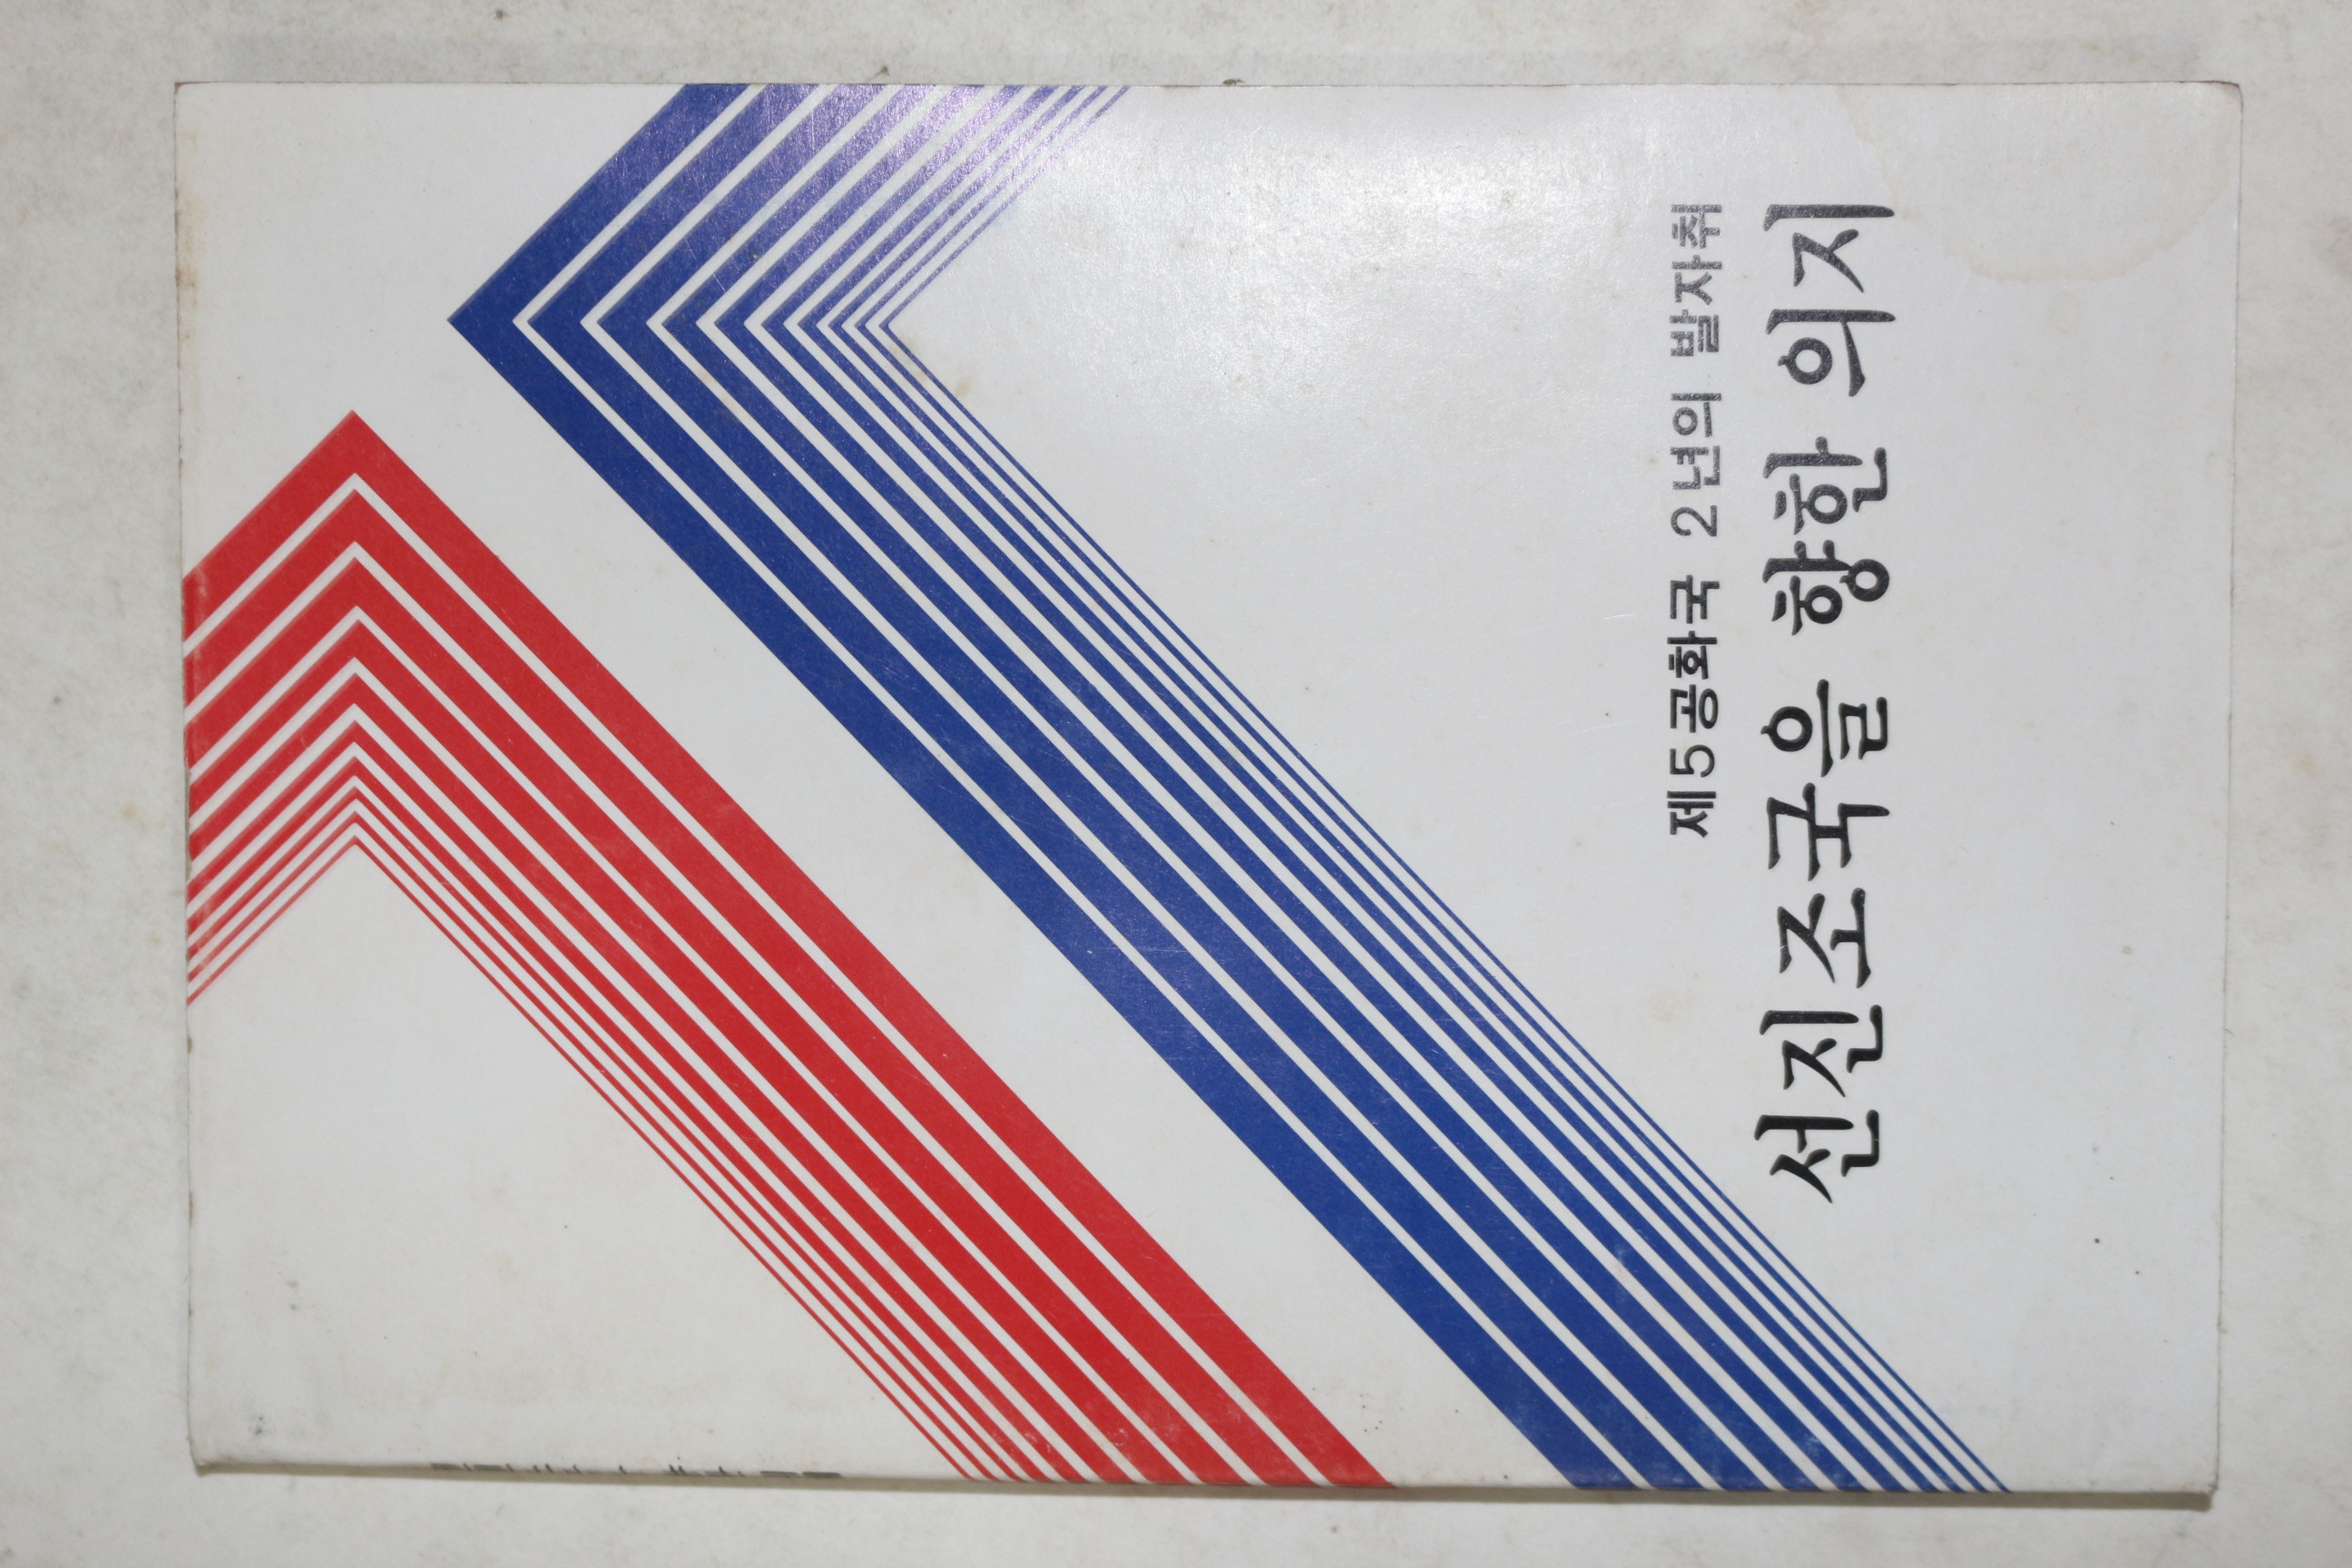 제5공화국 2년의 발자취
선진조국을 향한 의지